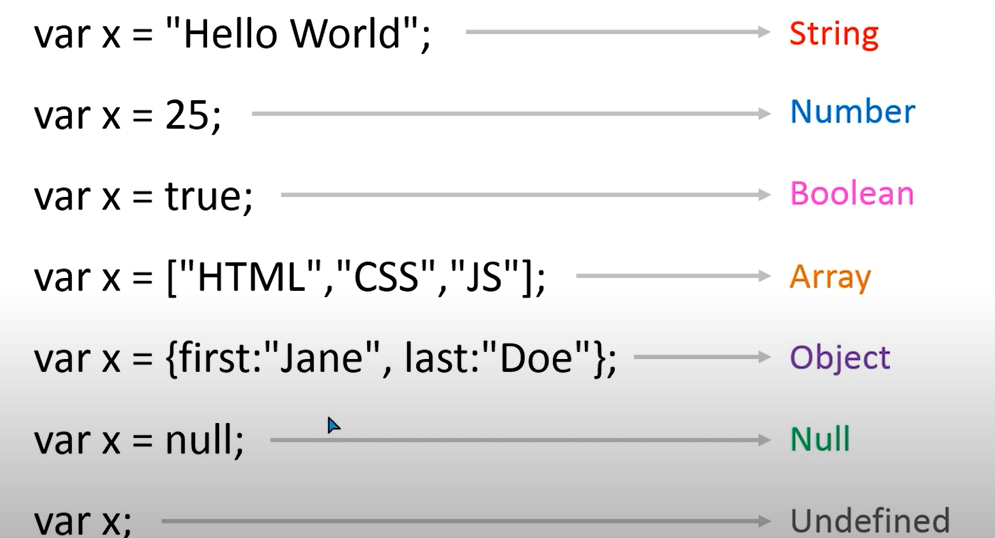 var x = "Hello World"; String
var x = 25; Number
var x = true; Boolean
var x = ["HTML","CSS","JS"]; Array
var x = {first:"Jane", last:"Doe"}; Object
var x = null; Null
var x; Undefined